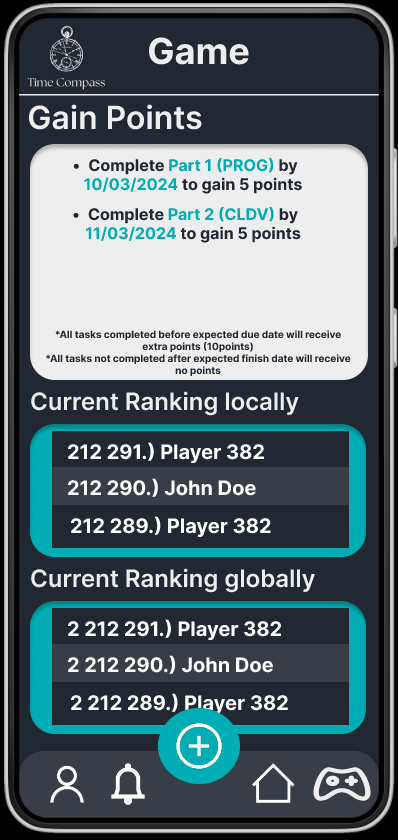 Game
Time Compass
Gain Points
• Complete Part 1 (PROG) by
10/03/2024 to gain 5 points
• Complete Part 2 (CLDV) by
11/03/2024 to gain 5 points
*All tasks completed before expected due date will receive
extra points (10points)
*All tasks not completed after expected finish date will receive
no points
Current Ranking locally
212 291.) Player 382
212 290.) John Doe
212 289.) Player 382
Current Ranking globally
2 212 291.) Player 382
2 212 290.) John Doe
2 212 289.) Player 382